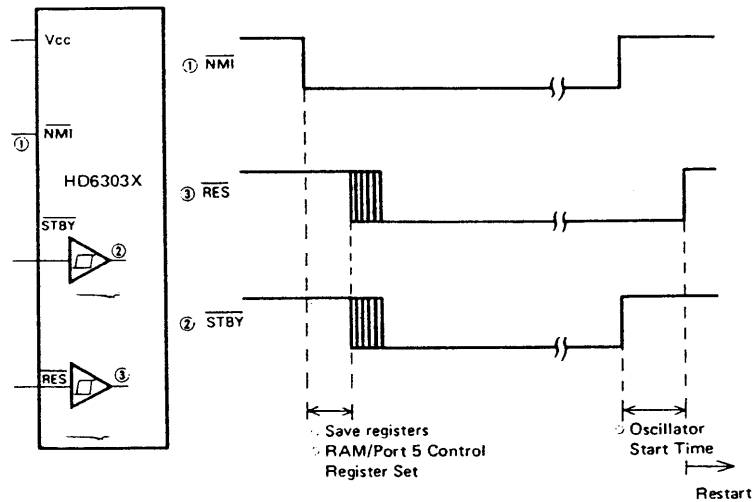 Vcc
① NMI
HD6303X
STBY
②
RES
③
① NMI
③ RES
② STBY
Save registers
RAM/Port 5 Control
Register Set
Oscillator
Start Time
Restart